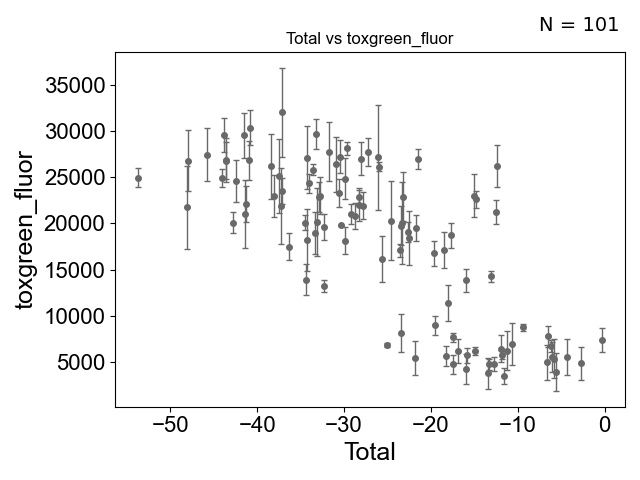 N = 101
Total vs toxgreen_fluor
35000
30000
25000
20000
15000
10000
5000
toxgreen_fluor
−50 −40 −30 −20 −10 0
Total